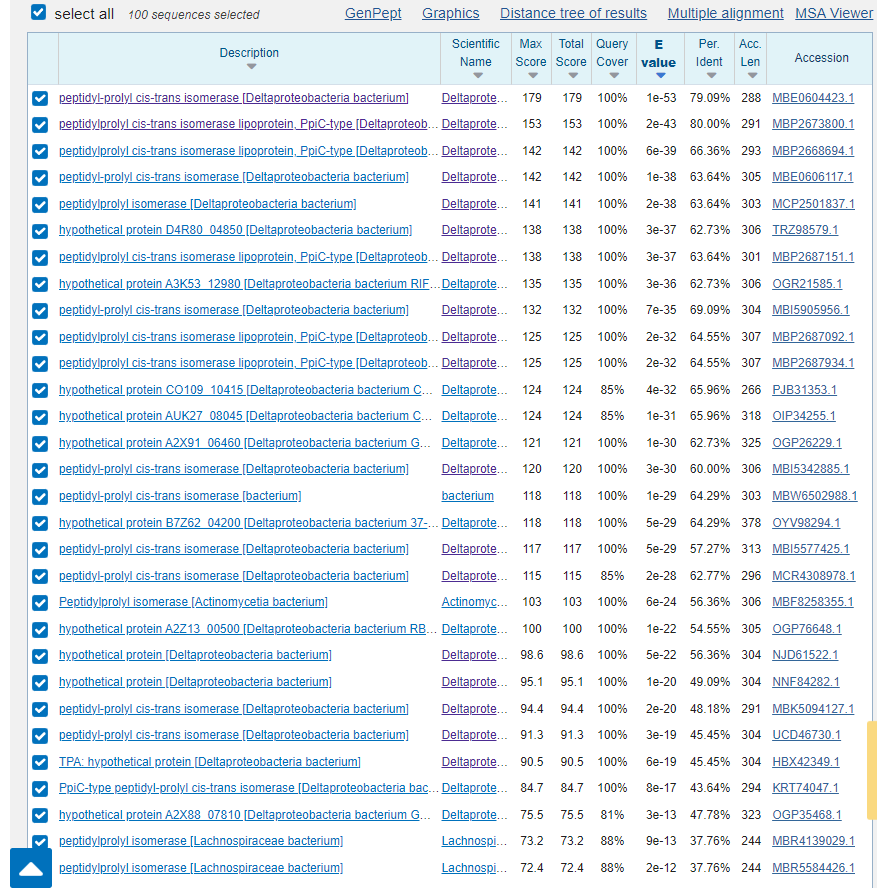 select all 100 sequences selected GenPept Graphics Distance tree of results Multiple alignment MSA Viewer
Description Scientific Name Max Score Total Score Query Cover E value Per. Ident Acc. Len Accession
peptidyl-prolyl cis-trans isomerase [Deltaproteobacteria bacterium] Deltaprote... 179 179 100% 1e-53 79.09% 288 MBE0604423.1
peptidylprolyl cis-trans isomerase lipoprotein, PpiC-type [Deltaproteob... Deltaprote... 153 153 100% 2e-43 80.00% 291 MBP2673800.1
peptidylprolyl cis-trans isomerase lipoprotein, PpiC-type [Deltaproteob... Deltaprote... 142 142 100% 6e-39 66.36% 293 MBP2668694.1
peptidyl-prolyl cis-trans isomerase [Deltaproteobacteria bacterium] Deltaprote... 142 142 100% 1e-38 63.64% 305 MBE0606117.1
peptidylprolyl isomerase [Deltaproteobacteria bacterium] Deltaprote... 141 141 100% 2e-38 63.64% 303 MCP2501837.1
hypothetical protein D4R80_04850 [Deltaproteobacteria bacterium] Deltaprote... 138 138 100% 3e-37 62.73% 306 TRZ98579.1
peptidylprolyl cis-trans isomerase lipoprotein, PpiC-type [Deltaproteob... Deltaprote... 138 138 100% 3e-37 63.64% 301 MBP2687151.1
hypothetical protein A3K53_12980 [Deltaproteobacteria bacterium RIF... Deltaprote... 135 135 100% 3e-36 62.73% 306 OGR21585.1
peptidyl-prolyl cis-trans isomerase [Deltaproteobacteria bacterium] Deltaprote... 132 132 100% 7e-35 69.09% 304 MBI5905956.1
peptidylprolyl cis-trans isomerase lipoprotein, PpiC-type [Deltaproteob... Deltaprote... 125 125 100% 2e-32 64.55% 307 MBP2687092.1
peptidylprolyl cis-trans isomerase lipoprotein, PpiC-type [Deltaproteob... Deltaprote... 125 125 100% 2e-32 64.55% 307 MBP2687934.1
hypothetical protein CO109_10415 [Deltaproteobacteria bacterium C... Deltaprote... 124 124 85% 4e-32 65.96% 266 PJB31353.1
hypothetical protein AUK27_08045 [Deltaproteobacteria bacterium C... Deltaprote... 124 124 85% 1e-31 65.96% 318 OIP34255.1
hypothetical protein A2X91_06460 [Deltaproteobacteria bacterium G... Deltaprote... 121 121 100% 1e-30 62.73% 325 OGP26229.1
peptidyl-prolyl cis-trans isomerase [Deltaproteobacteria bacterium] Deltaprote... 120 120 100% 3e-30 60.00% 306 MBI5342885.1
peptidyl-prolyl cis-trans isomerase [bacterium] bacterium 118 118 100% 1e-29 64.29% 303 MBW6502988.1
hypothetical protein B7Z62_04200 [Deltaproteobacteria bacterium 37-... Deltaprote... 118 118 100% 5e-29 64.29% 378 OYV98294.1
peptidyl-prolyl cis-trans isomerase [Deltaproteobacteria bacterium] Deltaprote... 117 117 100% 5e-29 57.27% 313 MBI5577425.1
peptidyl-prolyl cis-trans isomerase [Deltaproteobacteria bacterium] Deltaprote... 115 115 85% 2e-28 62.77% 296 MCR4308978.1
Peptidylprolyl isomerase [Actinomycetia bacterium] Actinomyc... 103 103 100% 6e-24 56.36% 306 MBF8258355.1
hypothetical protein A2Z13_00500 [Deltaproteobacteria bacterium RB... Deltaprote... 100 100 100% 1e-22 54.55% 305 OGP76648.1
hypothetical protein [Deltaproteobacteria bacterium] Deltaprote... 98.6 98.6 100% 5e-22 56.36% 304 NJD61522.1
hypothetical protein [Deltaproteobacteria bacterium] Deltaprote... 95.1 95.1 100% 1e-20 49.09% 304 NNF84282.1
peptidyl-prolyl cis-trans isomerase [Deltaproteobacteria bacterium] Deltaprote... 94.4 94.4 100% 2e-20 48.18% 291 MBK5094127.1
peptidyl-prolyl cis-trans isomerase [Deltaproteobacteria bacterium] Deltaprote... 91.3 91.3 100% 3e-19 45.45% 304 UCD46730.1
TPA: hypothetical protein [Deltaproteobacteria bacterium] Deltaprote... 90.5 90.5 100% 6e-19 45.45% 304 HBX42349.1
PpiC-type peptidyl-prolyl cis-trans isomerase [Deltaproteobacteria bac... Deltaprote... 84.7 84.7 100% 8e-17 43.64% 294 KRT74047.1
hypothetical protein A2X88_07810 [Deltaproteobacteria bacterium G... Deltaprote... 75.5 75.5 81% 3e-13 47.78% 323 OGP35468.1
peptidylprolyl isomerase [Lachnospiraceae bacterium] Lachnospi... 73.2 73.2 88% 9e-13 37.76% 244 MBR4139029.1
peptidylprolyl isomerase [Lachnospiraceae bacterium] Lachnospi... 72.4 72.4 88% 2e-12 37.76% 244 MBR5584426.1